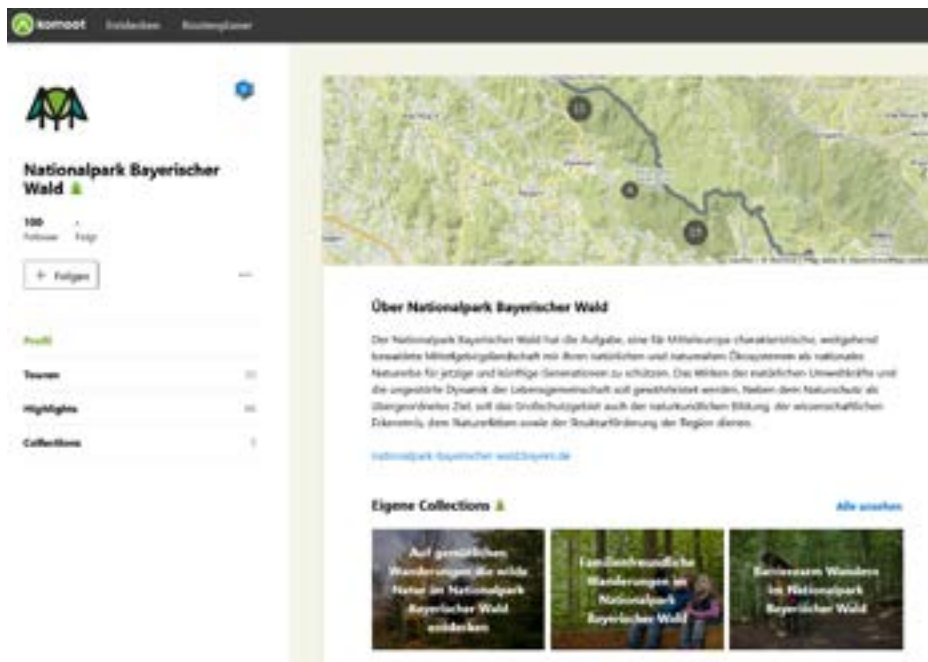 komoot Entdecken Routenplaner
Nationalpark Bayerischer
Wald
100 -
Follower Folgt
+ Folgen
Profil
Touren
Highlights
Collections
Über Nationalpark Bayerischer Wald
Der Nationalpark Bayerischer Wald hat die Aufgabe, eine für Mitteleuropa charakteristische, weitgehend
bewaldete Mittelgebirgslandschaft mit ihren natürlichen und naturnahen Ökosystemen als nationales
Naturerbe für jetzige und künftige Generationen zu schützen. Das Wirken der natürlichen Umweltkräfte und
die ungestörte Dynamik der Lebensgemeinschaft soll gewährleistet werden. Neben dem Naturschutz als
übergeordnetes Ziel, soll das Großschutzgebiet auch der naturkundlichen Bildung, der wissenschaftlichen
Erkenntnis, dem Naturerleben sowie der Strukturförderung der Region dienen.
nationalpark-bayerischer-wald.bayern.de
Eigene Collections
Alle ansehen
Auf gemütlichen
Wanderungen die wilde
Natur im Nationalpark
Bayerischer Wald
entdecken
Familienfreundliche
Wanderungen im
Nationalpark
Bayerischer Wald
Barrierearm Wandern
im Nationalpark
Bayerischer Wald